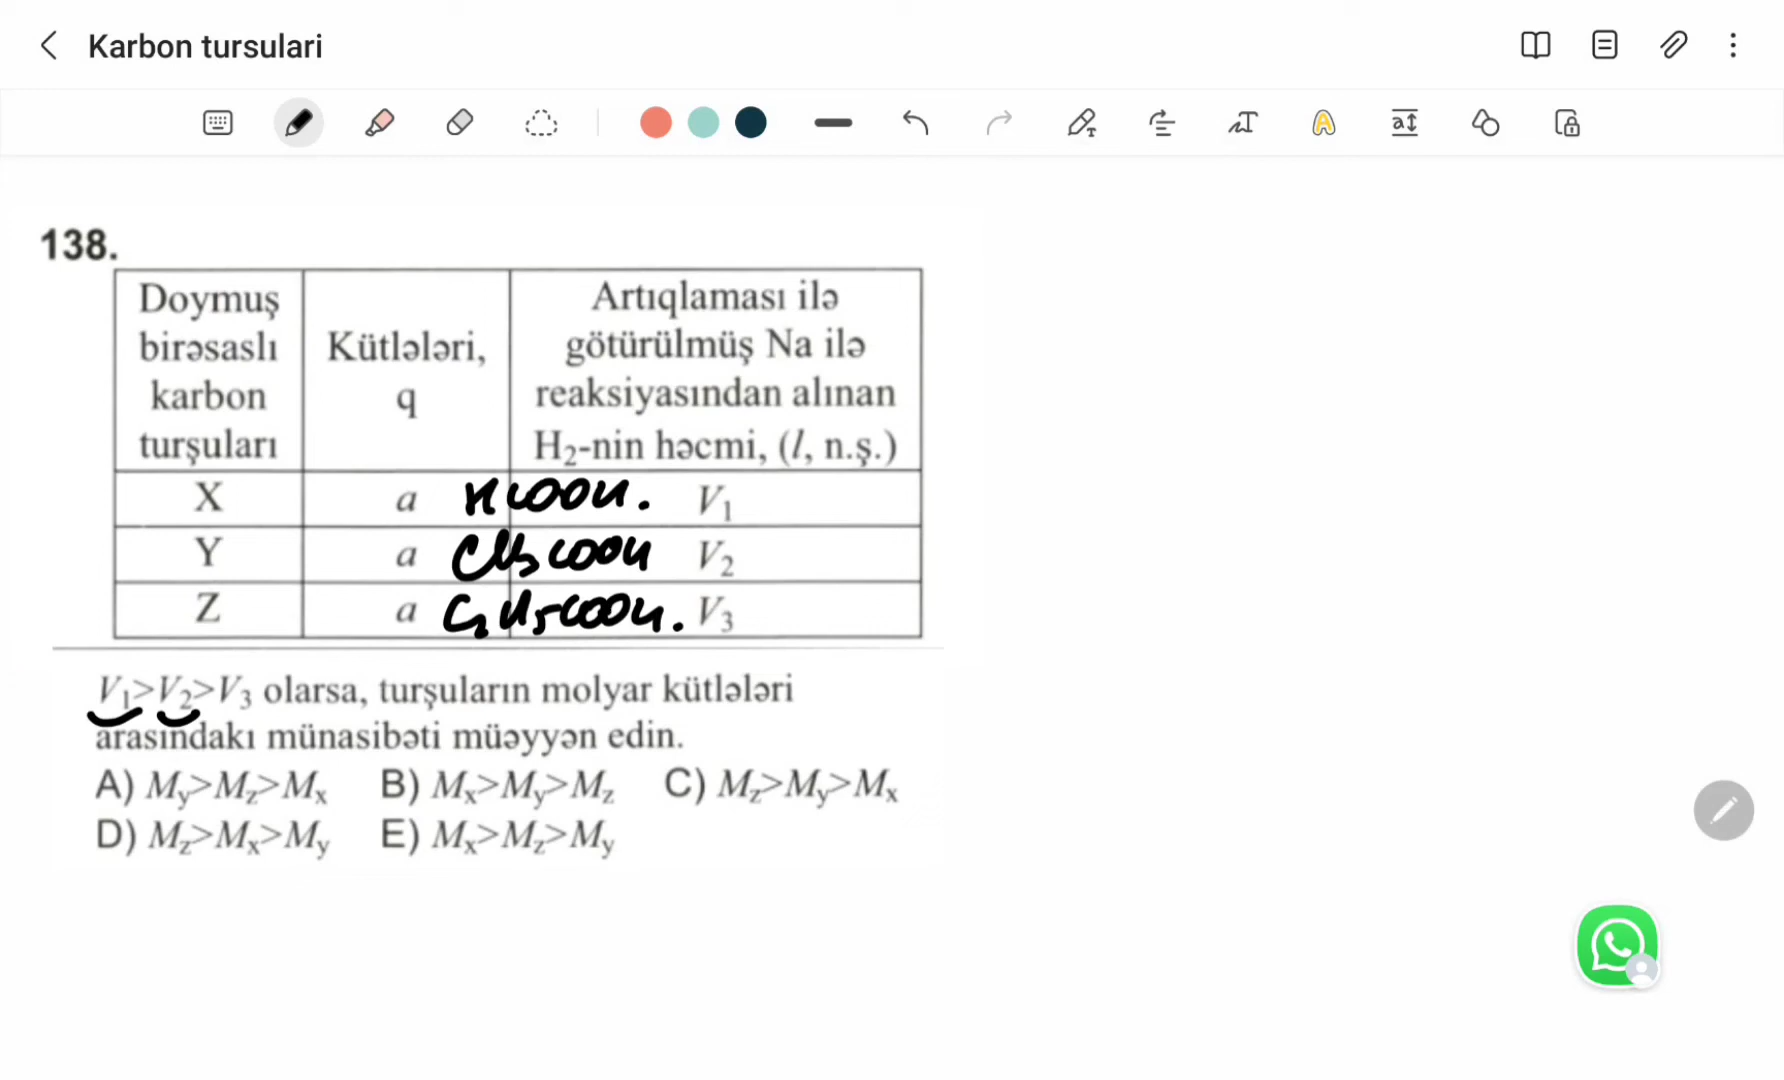 Karbon tursulari
138.
Doymuş birəsaslı karbon turşuları
Kütlələri, q
Artıqlaması ilə götürülmüş Na ilə reaksiyasından alınan H₂-nin həcmi, (l, n.ş.)
X a HCOOH. V₁
Y a CH₃COOH V₂
Z a C₂H₅COOH. V₃
V₁>V₂>V₃ olarsa, turşuların molyar kütlələri
arasındakı münasibəti müəyyən edin.
A) My>Mz>Mx B) Mx>My>Mz C) Mz>My>Mx
D) Mz>Mx>My E) Mx>Mz>My